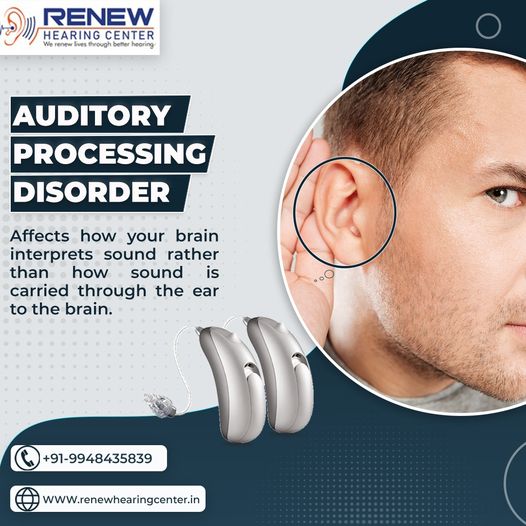 RENEW
HEARING CENTER
We renew lives through better hearing
AUDITORY
PROCESSING
DISORDER
Affects how your brain
interprets sound rather
than how sound is
carried through the ear
to the brain.
+91-9948435839
www.renewhearingcenter.in